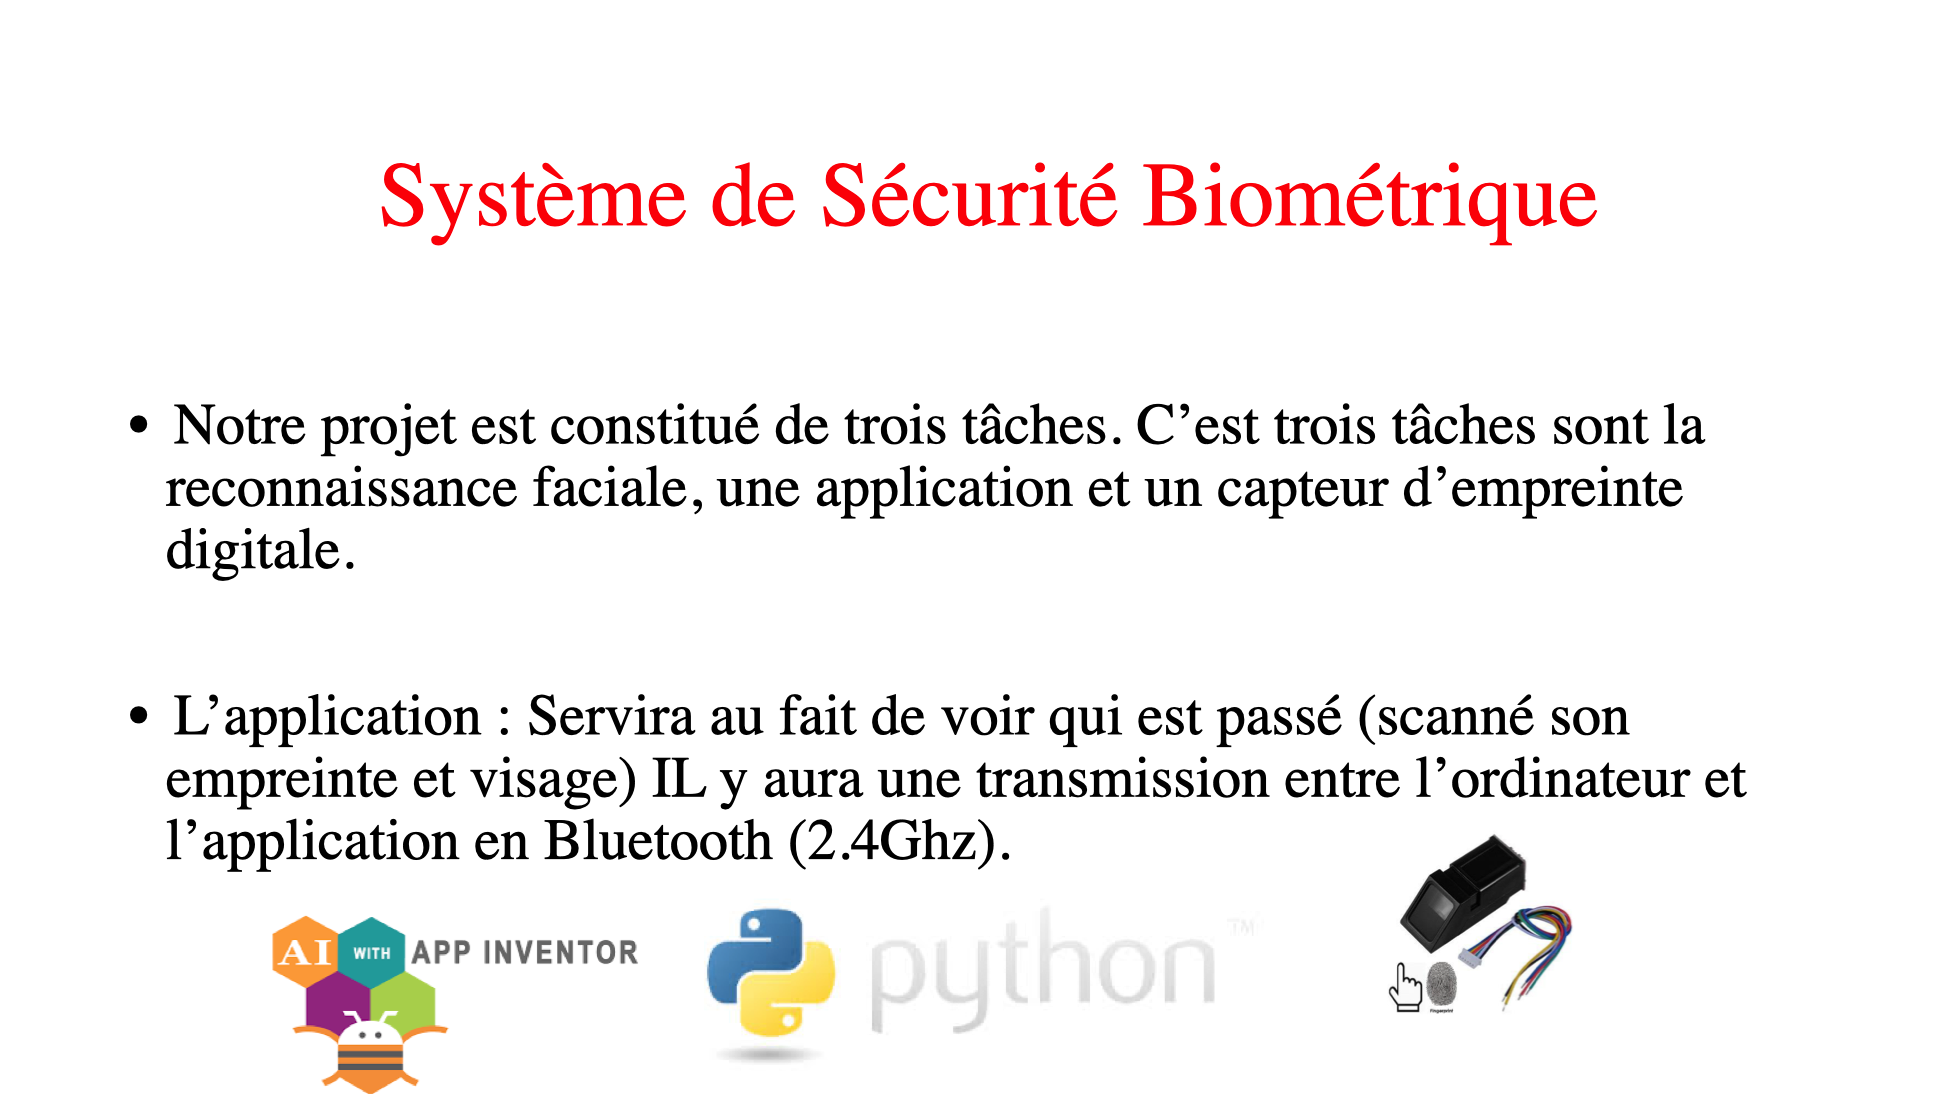 Système de Sécurité Biométrique
• Notre projet est constitué de trois tâches. C’est trois tâches sont la
reconnaissance faciale, une application et un capteur d’empreinte
digitale.
• L’application : Servira au fait de voir qui est passé (scanné son
empreinte et visage) IL y aura une transmission entre l’ordinateur et
l’application en Bluetooth (2.4Ghz).
AI WITH APP INVENTOR
python™
Fingerprint